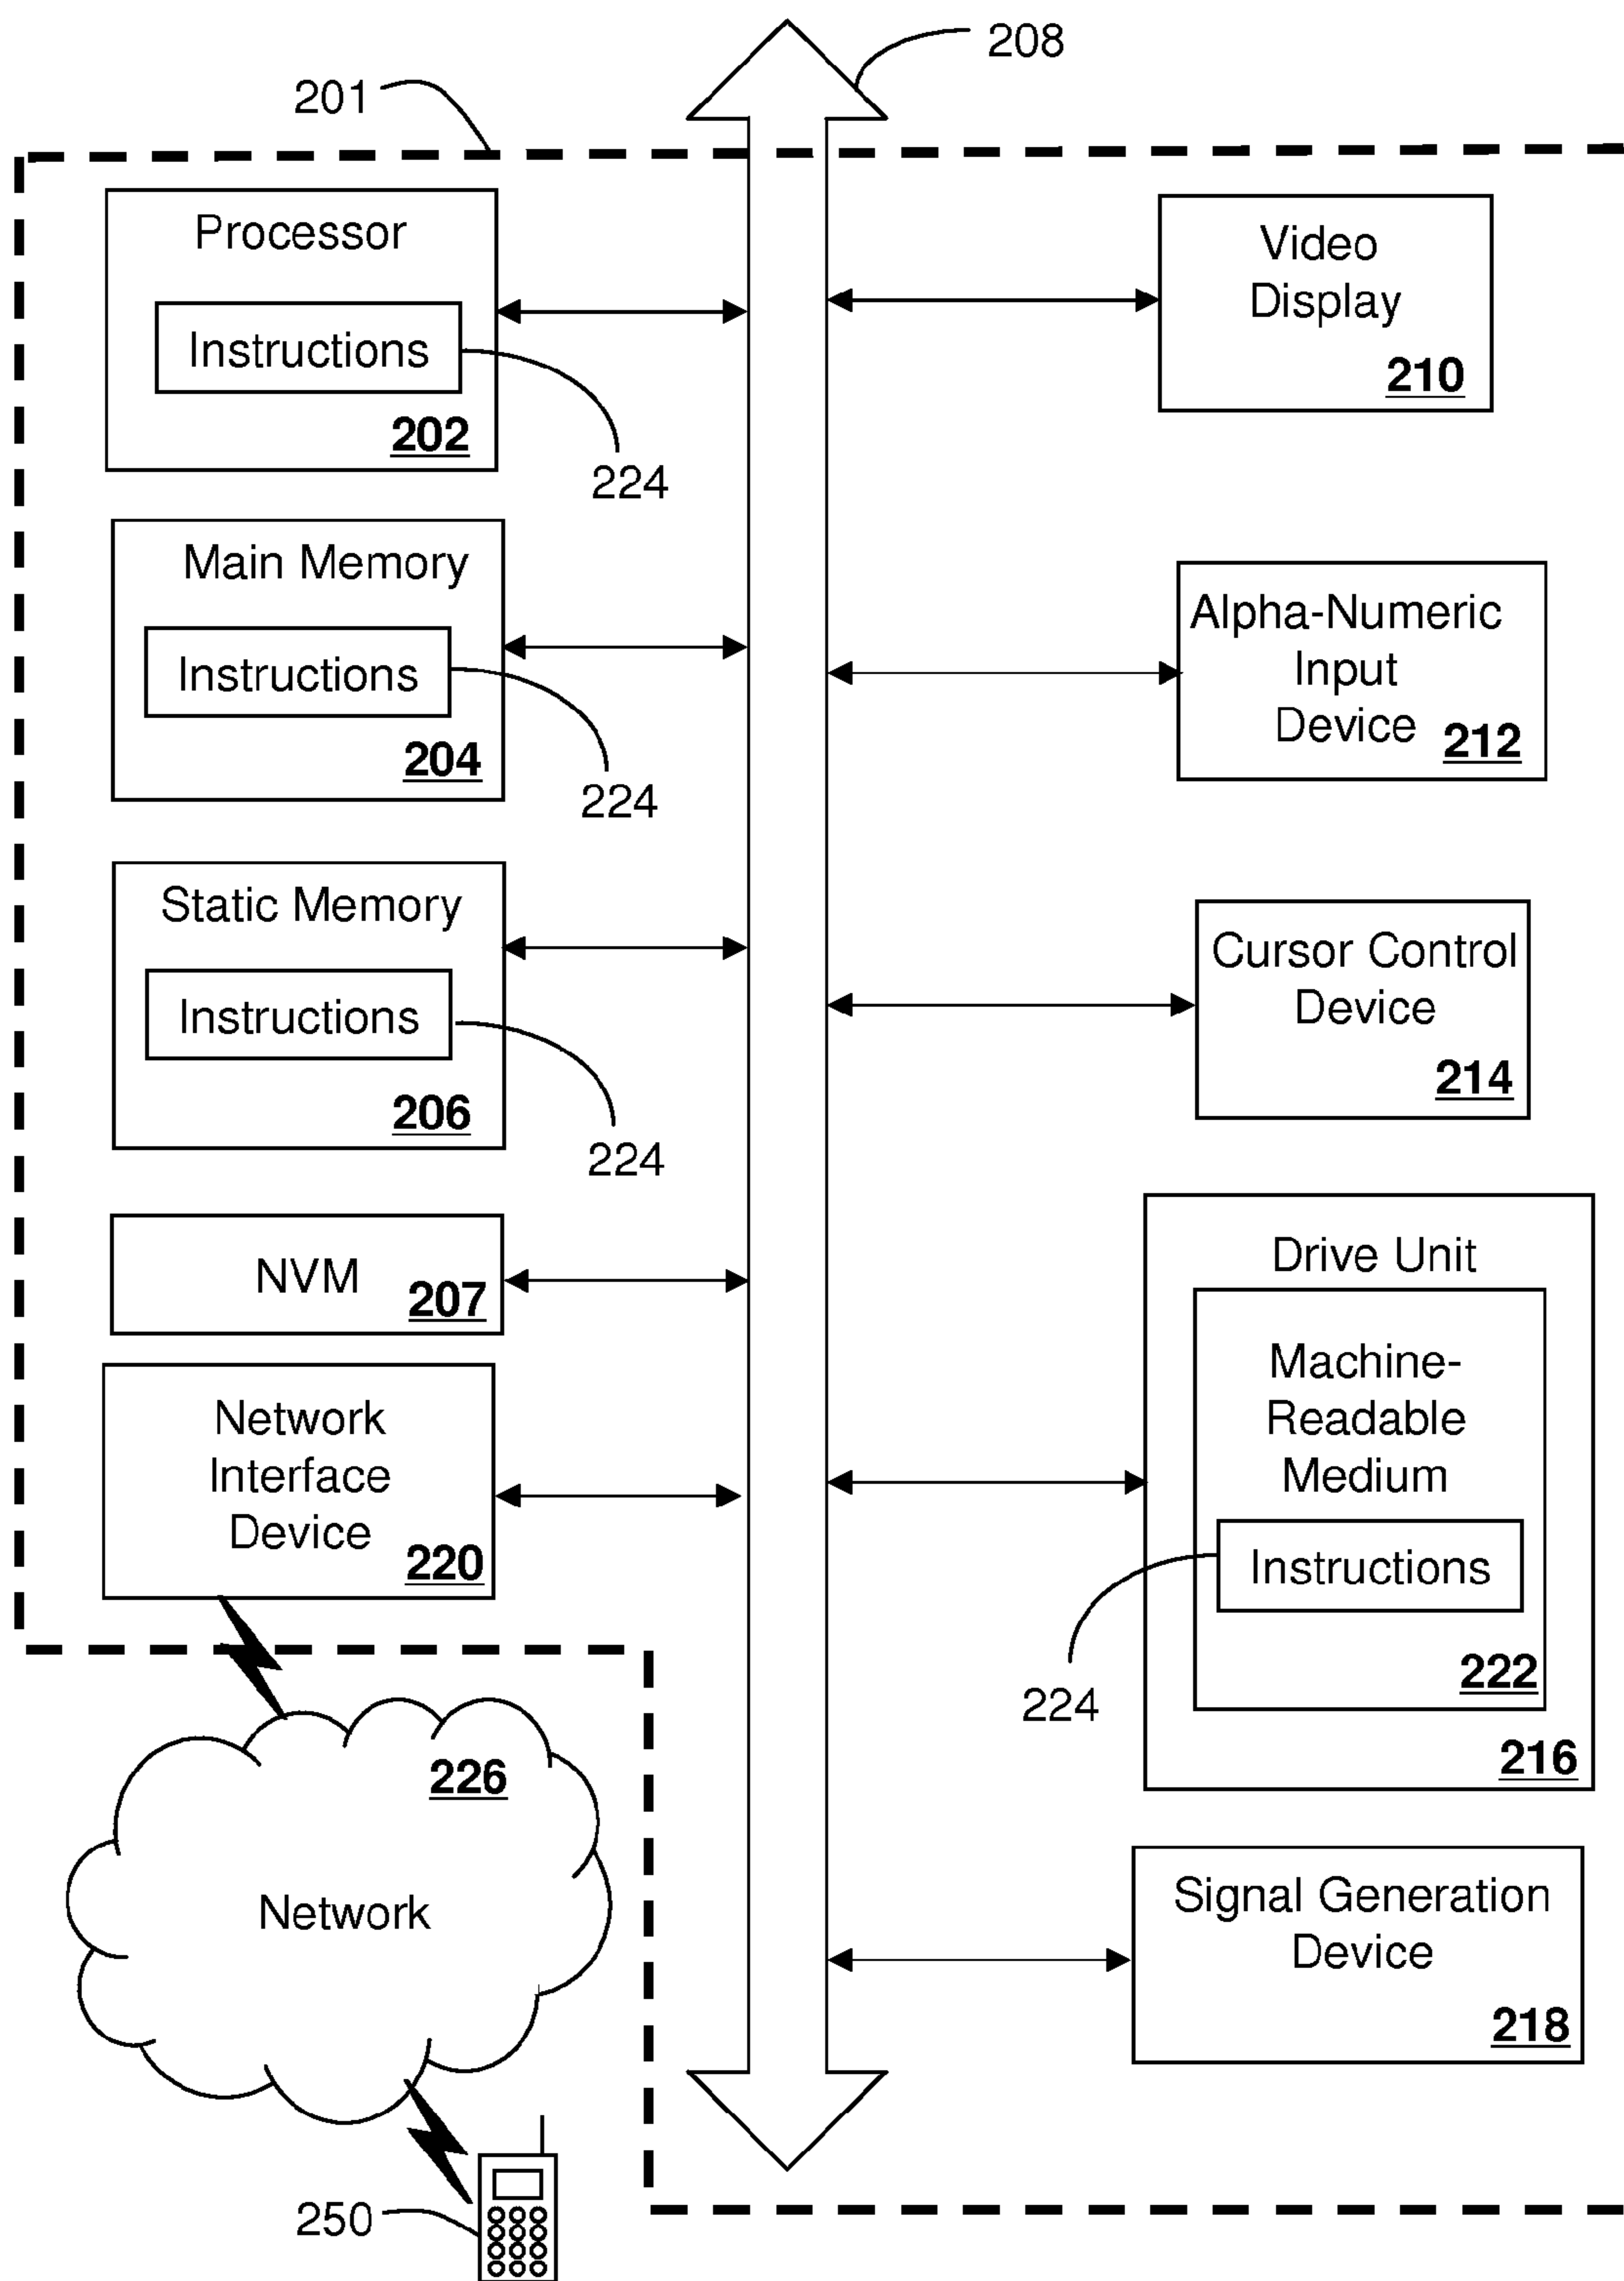 208
201
Processor
Instructions
202
224
Main Memory
Instructions
204
224
Static Memory
Instructions
206
224
NVM
207
Network
Interface
Device
220
226
Network
250
Video
Display
210
Alpha-Numeric
Input
Device
212
Cursor Control
Device
214
Drive Unit
Machine-
Readable
Medium
Instructions
224
222
216
Signal Generation
Device
218